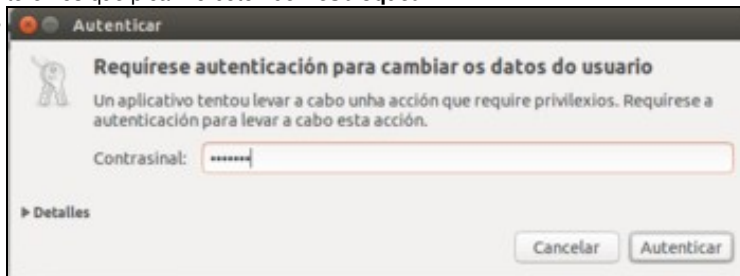 Autenticar
Requírese autenticación para cambiar os datos do usuario
Un aplicativo tentou levar a cabo unha acción que require privilexios. Requírese a
autenticación para levar a cabo esta acción.
Contrasinal: •••••••
Detalles
Cancelar Autenticar